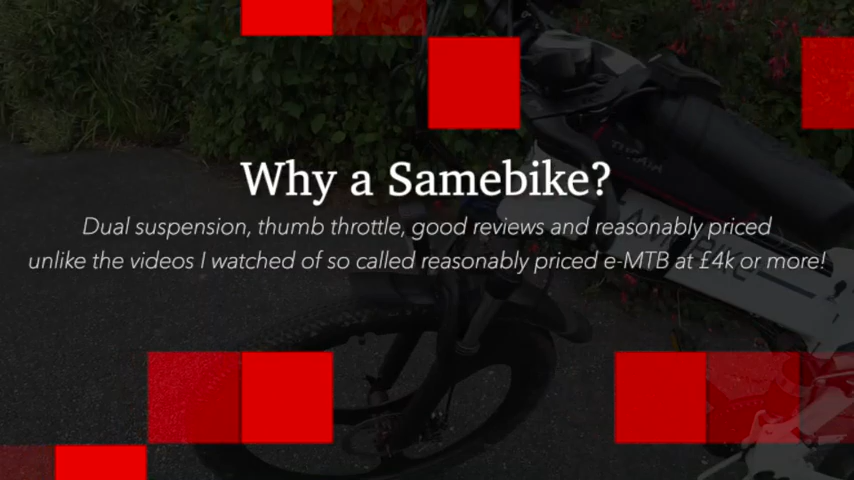 Why a Samebike?
Dual suspension, thumb throttle, good reviews and reasonably priced
unlike the videos I watched of so called reasonably priced e-MTB at £4k or more!